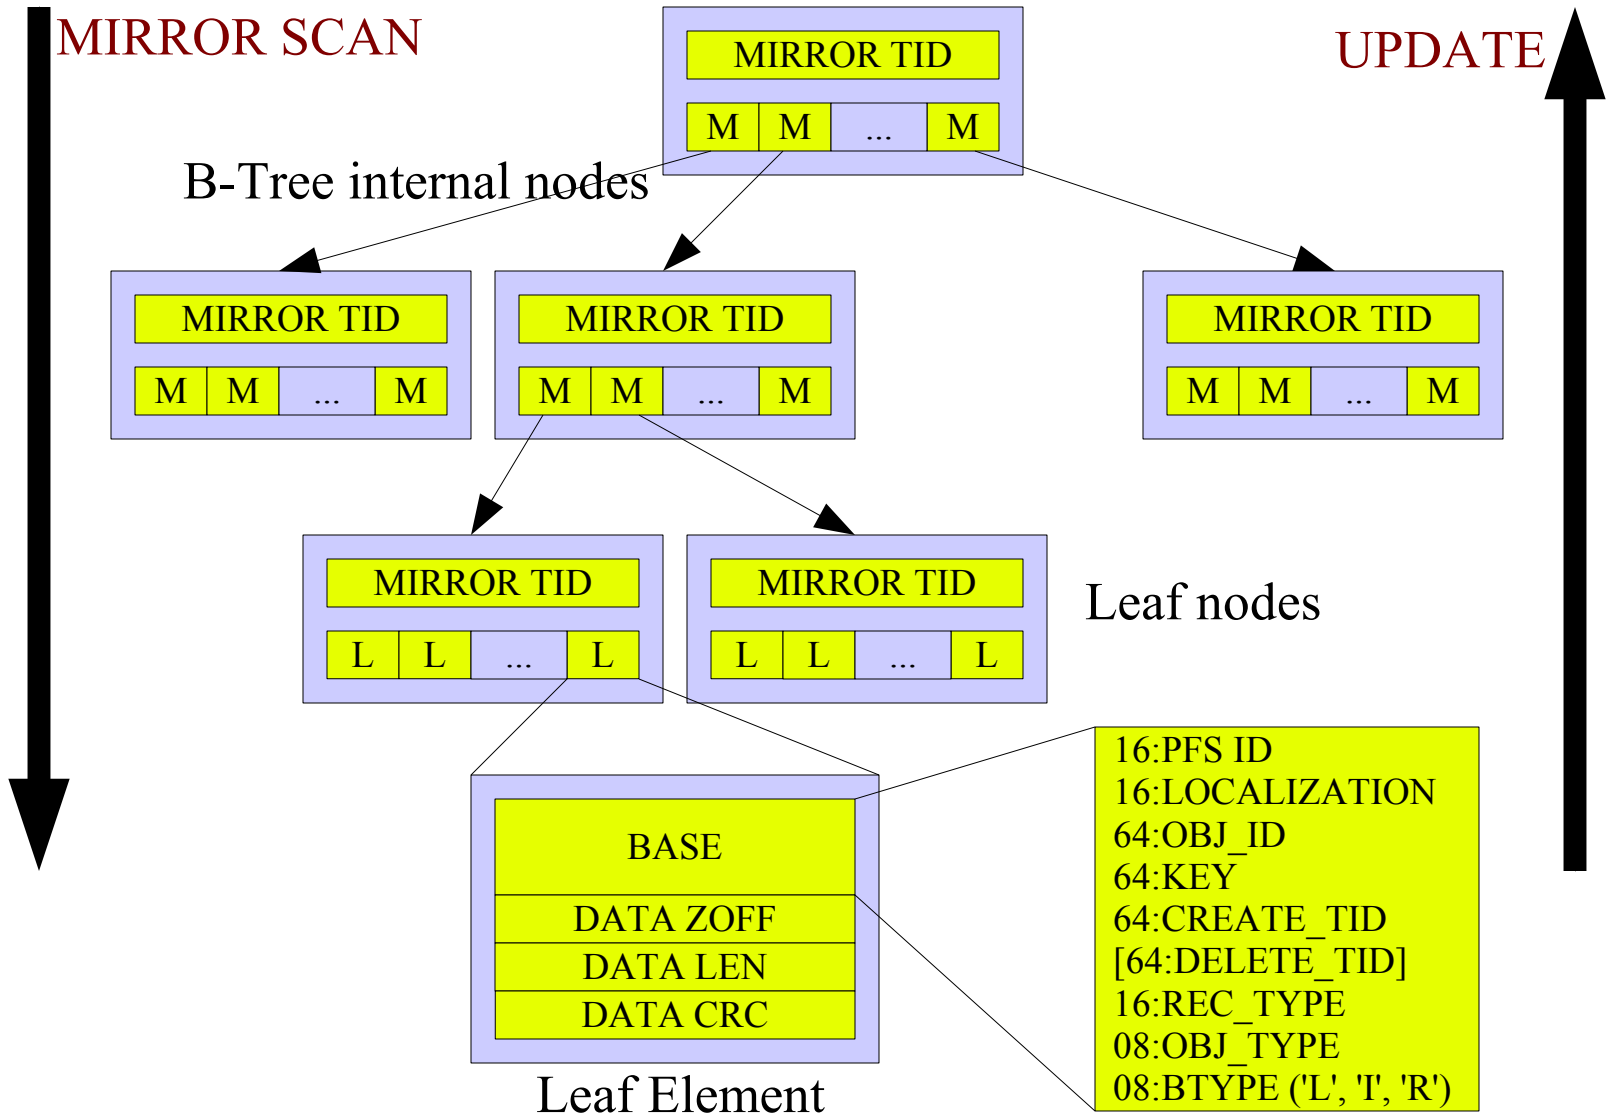 MIRROR SCAN
UPDATE
MIRROR TID
M M ... M
B-Tree internal nodes
MIRROR TID
M M ... M
MIRROR TID
M M ... M
MIRROR TID
M M ... M
MIRROR TID
L L ... L
MIRROR TID
L L ... L
Leaf nodes
BASE
DATA ZOFF
DATA LEN
DATA CRC
Leaf Element
16:PFS ID
16:LOCALIZATION
64:OBJ_ID
64:KEY
64:CREATE_TID
[64:DELETE_TID]
16:REC_TYPE
08:OBJ_TYPE
08:BTYPE ('L', 'I', 'R')